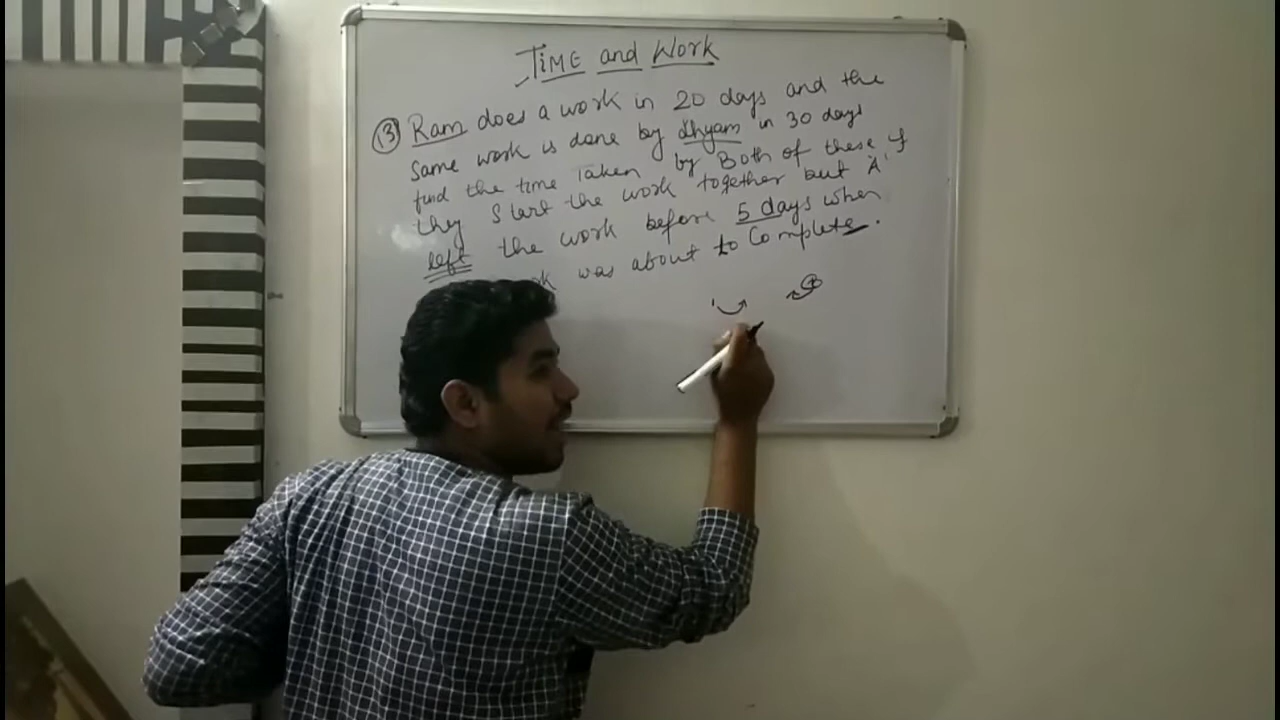 TIME and Work
13 Ram does a work in 20 days and the
same work is done by shyam in 30 days
find the time Taken by Both of these if
they Start the work together but 'A'
left the work before 5 days when
was about to Complete.